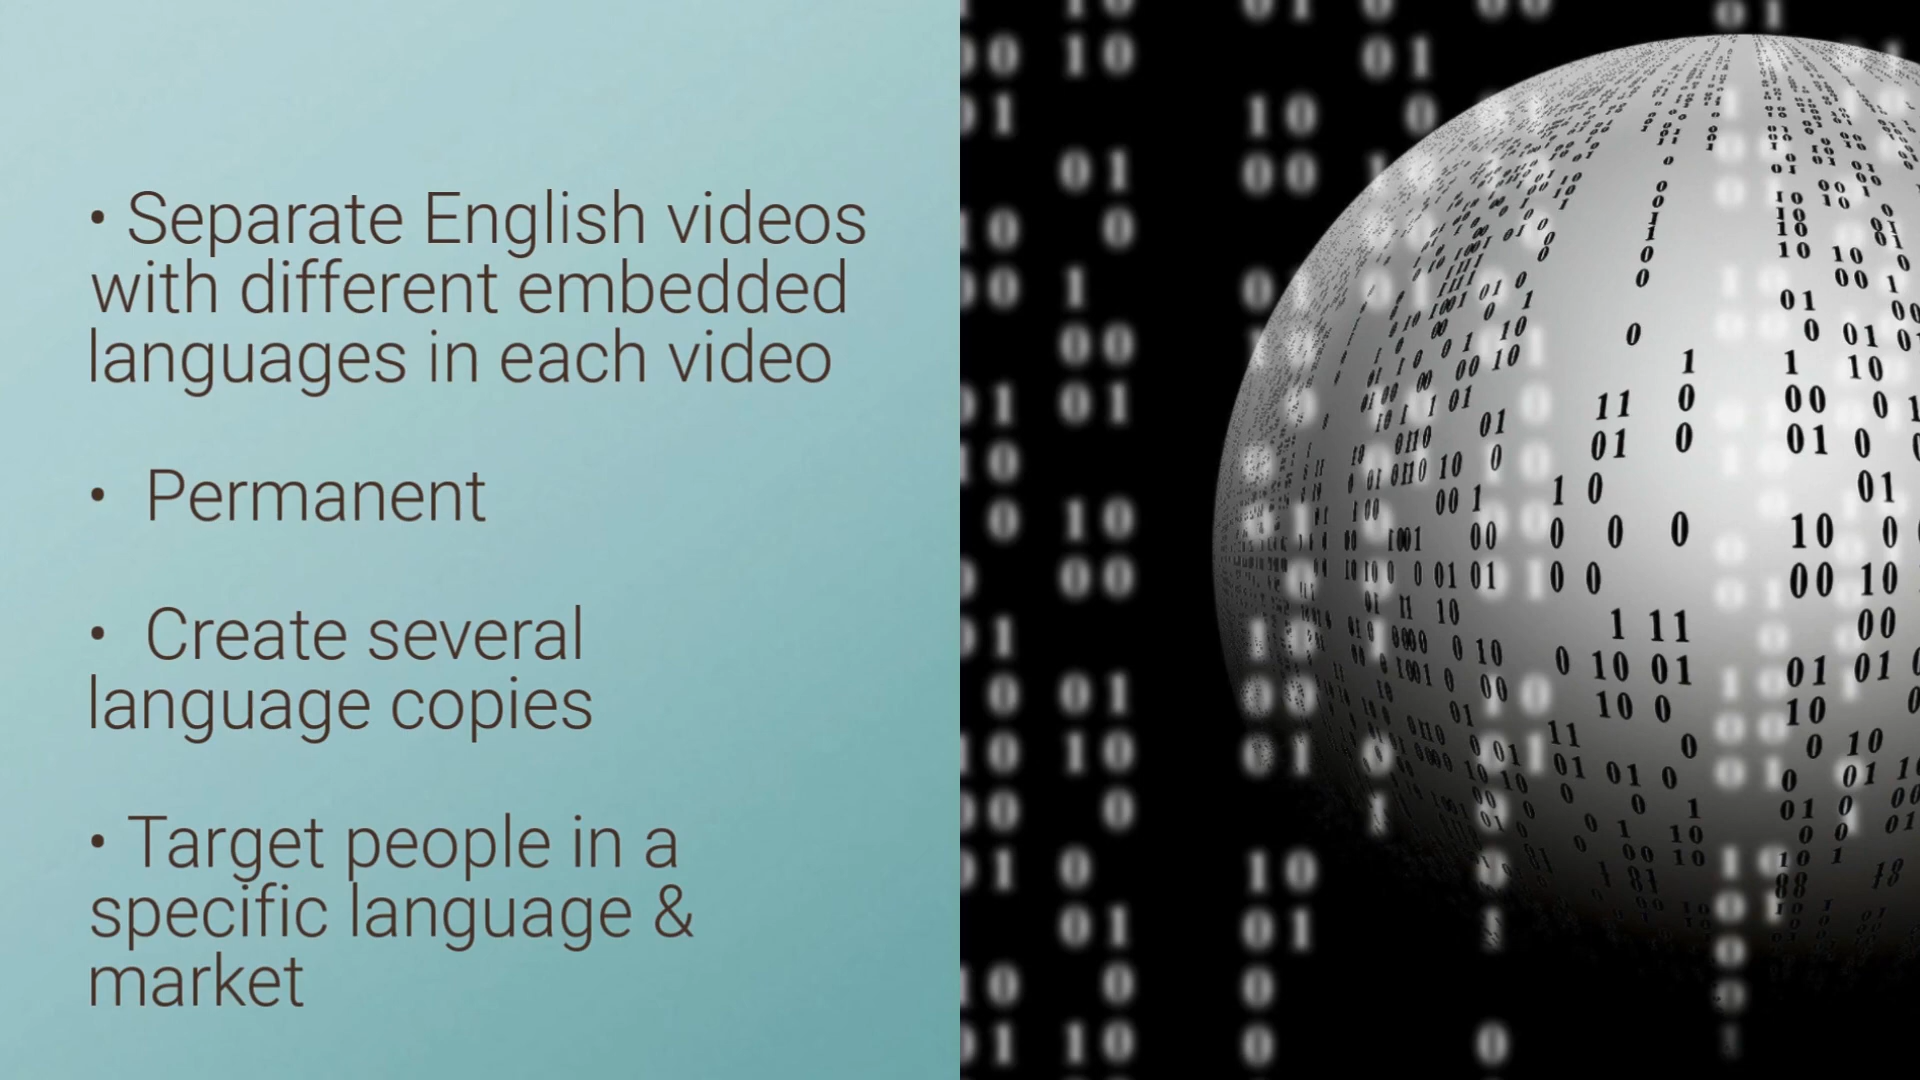 • Separate English videos
with different embedded
languages in each video
• Permanent
• Create several
language copies
• Target people in a
specific language &
market